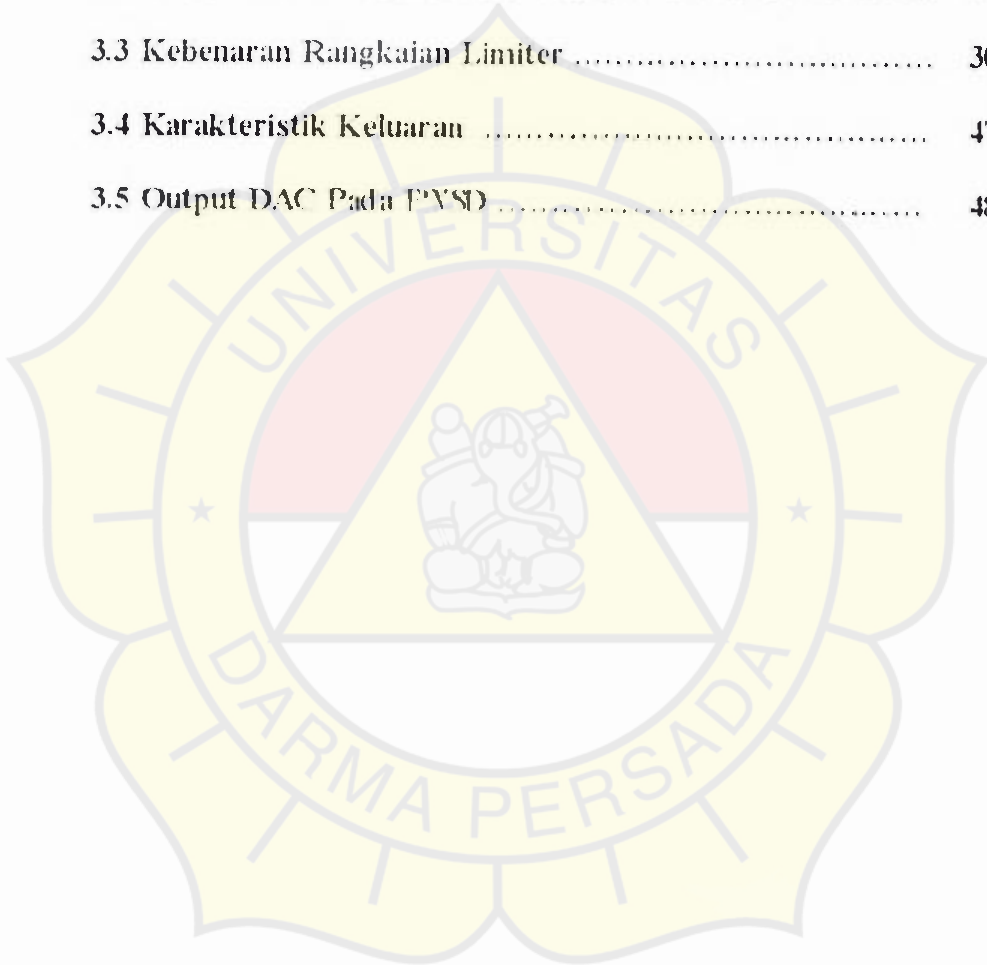 3.3 Kebenaran Rangkaian Limiter ..................................
3.4 Karakteristik Keluaran ..........................................
3.5 Output DAC Pada ..........................................
UNIVERSITAS
DARMA PERSADA